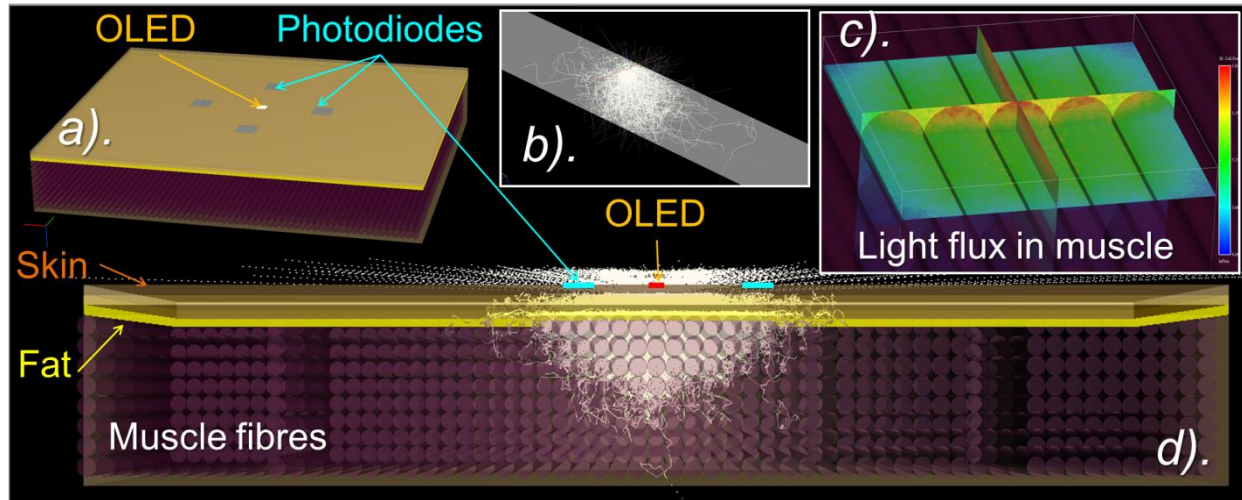 OLED
Photodiodes
a).
b).
c).
Light flux in muscle
OLED
Skin
Fat
Muscle fibres
d).